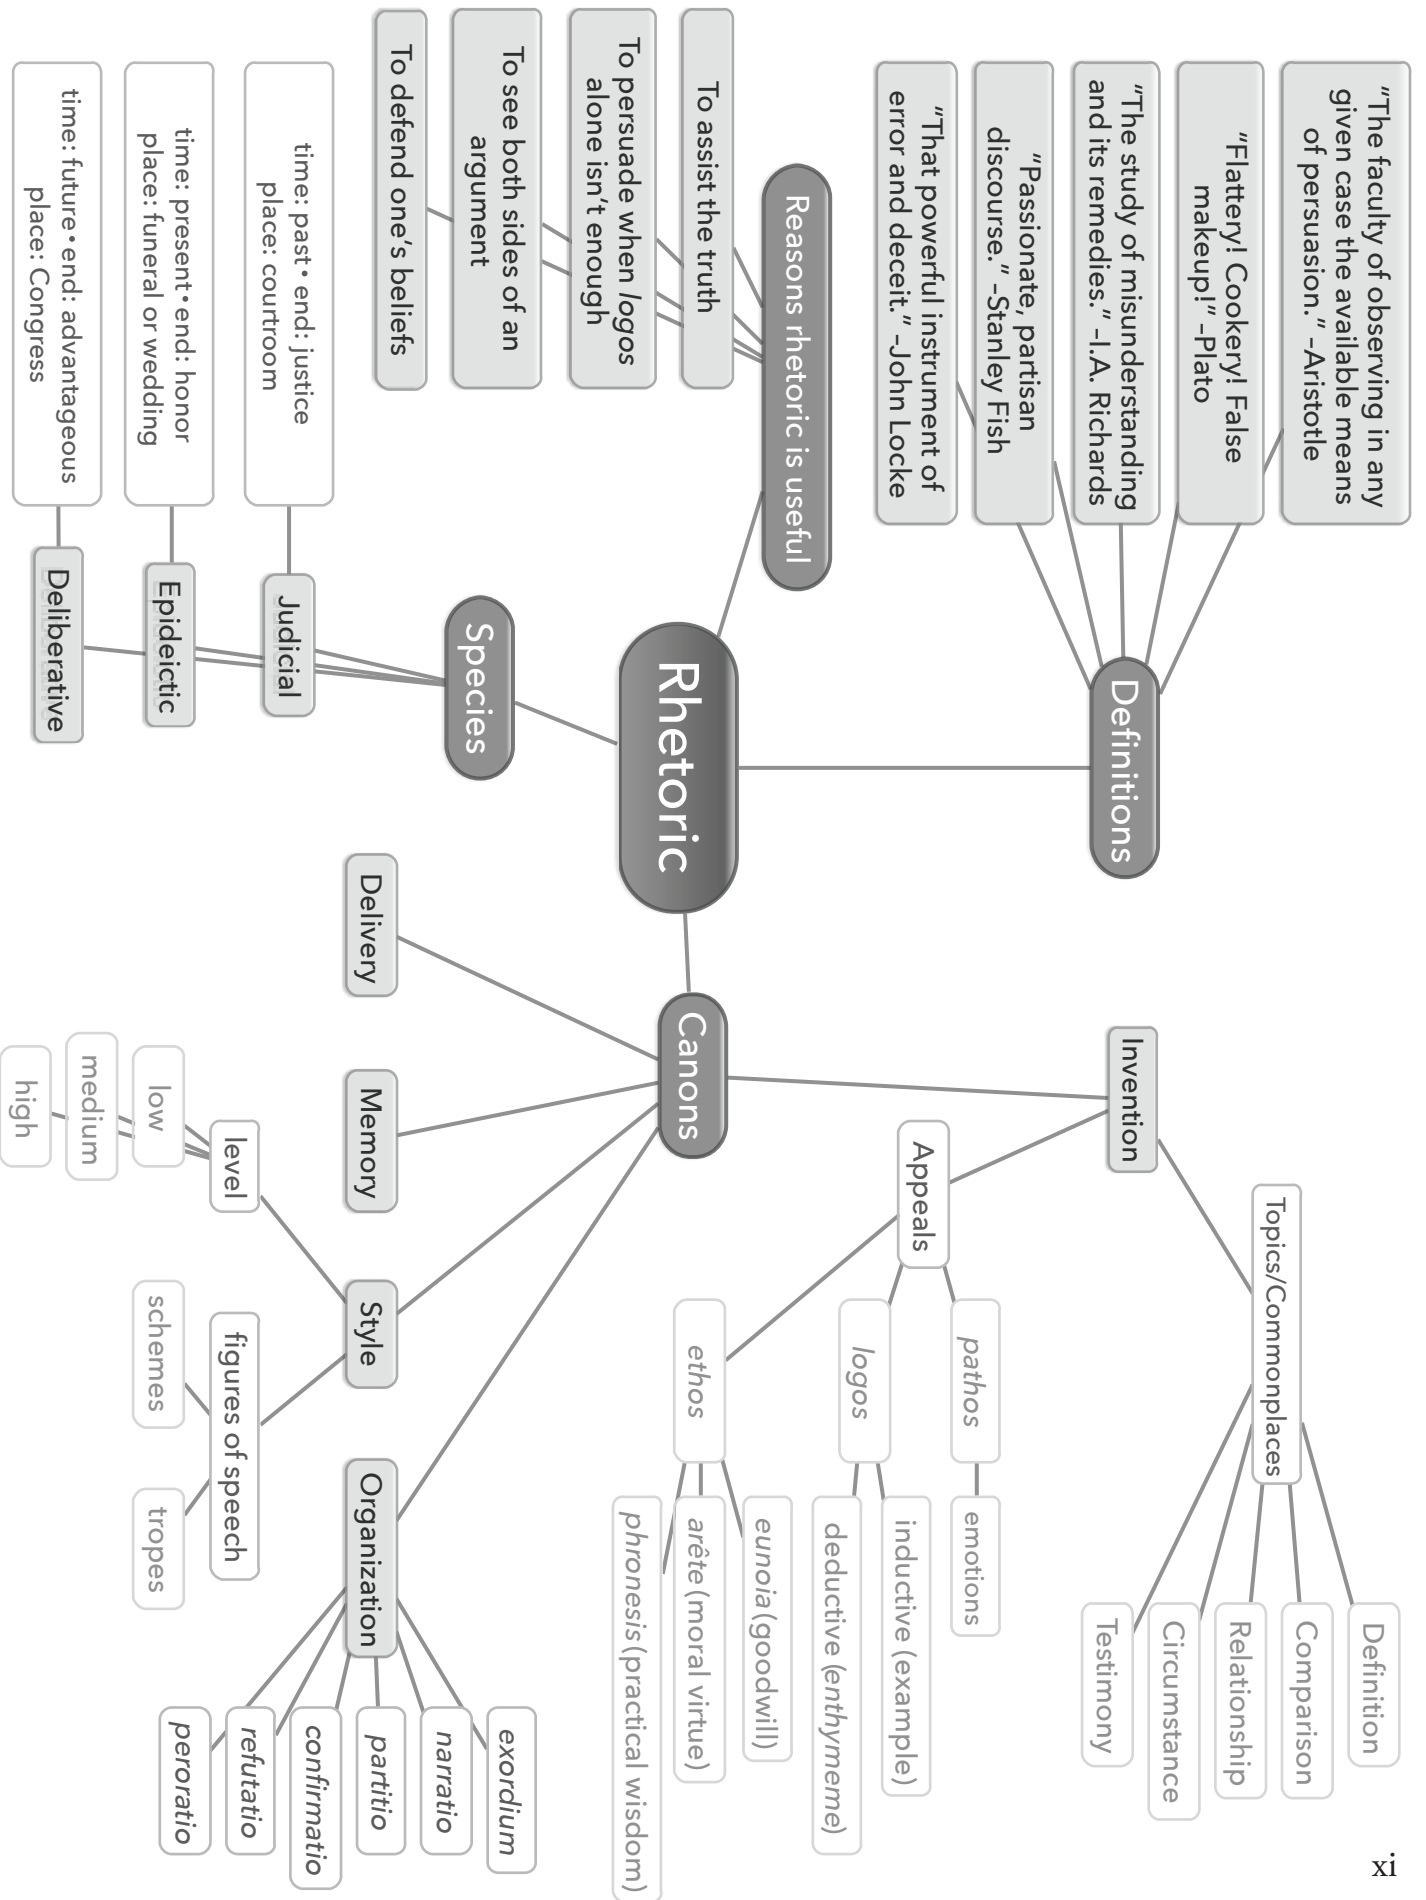 "The faculty of observing in any
given case the available means
of persuasion." –Aristotle
"Flattery! Cookery! False
makeup!" –Plato
"The study of misunderstanding
and its remedies." –I.A. Richards
"Passionate, partisan
discourse." –Stanley Fish
"That powerful instrument of
error and deceit." –John Locke
Definitions
Reasons rhetoric is useful
To assist the truth
To persuade when logos
alone isn't enough
To see both sides of an
argument
To defend one's beliefs
Rhetoric
Species
Judicial
time: past • end: justice
place: courtroom
Epideictic
time: present • end: honor
place: funeral or wedding
Deliberative
time: future • end: advantageous
place: Congress
Canons
Invention
Topics/Commonplaces
Definition
Comparison
Relationship
Circumstance
Testimony
Appeals
pathos
emotions
logos
inductive (example)
deductive (enthymeme)
ethos
eunoia (goodwill)
arête (moral virtue)
phronesis (practical wisdom)
Delivery
Memory
Style
level
low
medium
high
figures of speech
schemes
tropes
Organization
exordium
narratio
partitio
confirmatio
refutatio
peroratio
xi